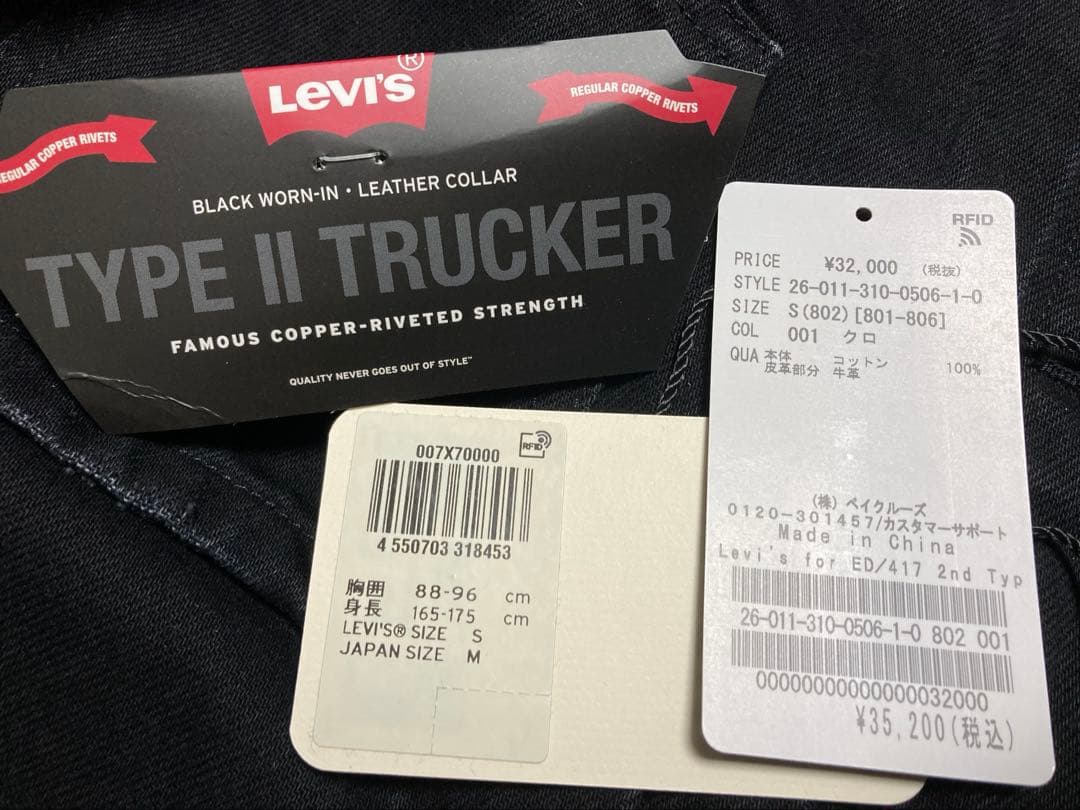 LEVI'S®
REGULAR COPPER RIVETS
REGULAR COPPER RIVETS
BLACK WORN-IN · LEATHER COLLAR
TYPE II TRUCKER
FAMOUS COPPER-RIVETED STRENGTH
QUALITY NEVER GOES OUT OF STYLE™
RFID
PRICE ¥32,000 (税抜)
STYLE 26-011-310-0506-1-0
SIZE S(802)[801-806]
COL 001 クロ
QUA 本体 コットン 100%
皮革部分 牛革
(株)ベイクルーズ
0120-301457/カスタマーサポート
Made in China
Levi's for ED/417 2nd Typ
26-011-310-0506-1-0 802 001
00000000000000032000
¥35,200(税込)
007X70000
RFID
4 550703 318453
胸囲 88-96 cm
身長 165-175 cm
LEVI'S® SIZE S
JAPAN SIZE M